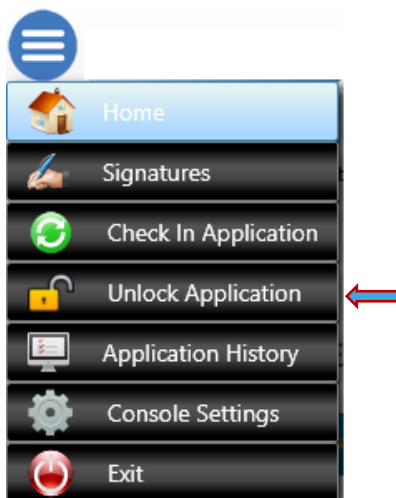 Home
Signatures
Check In Application
Unlock Application
Application History
Console Settings
Exit